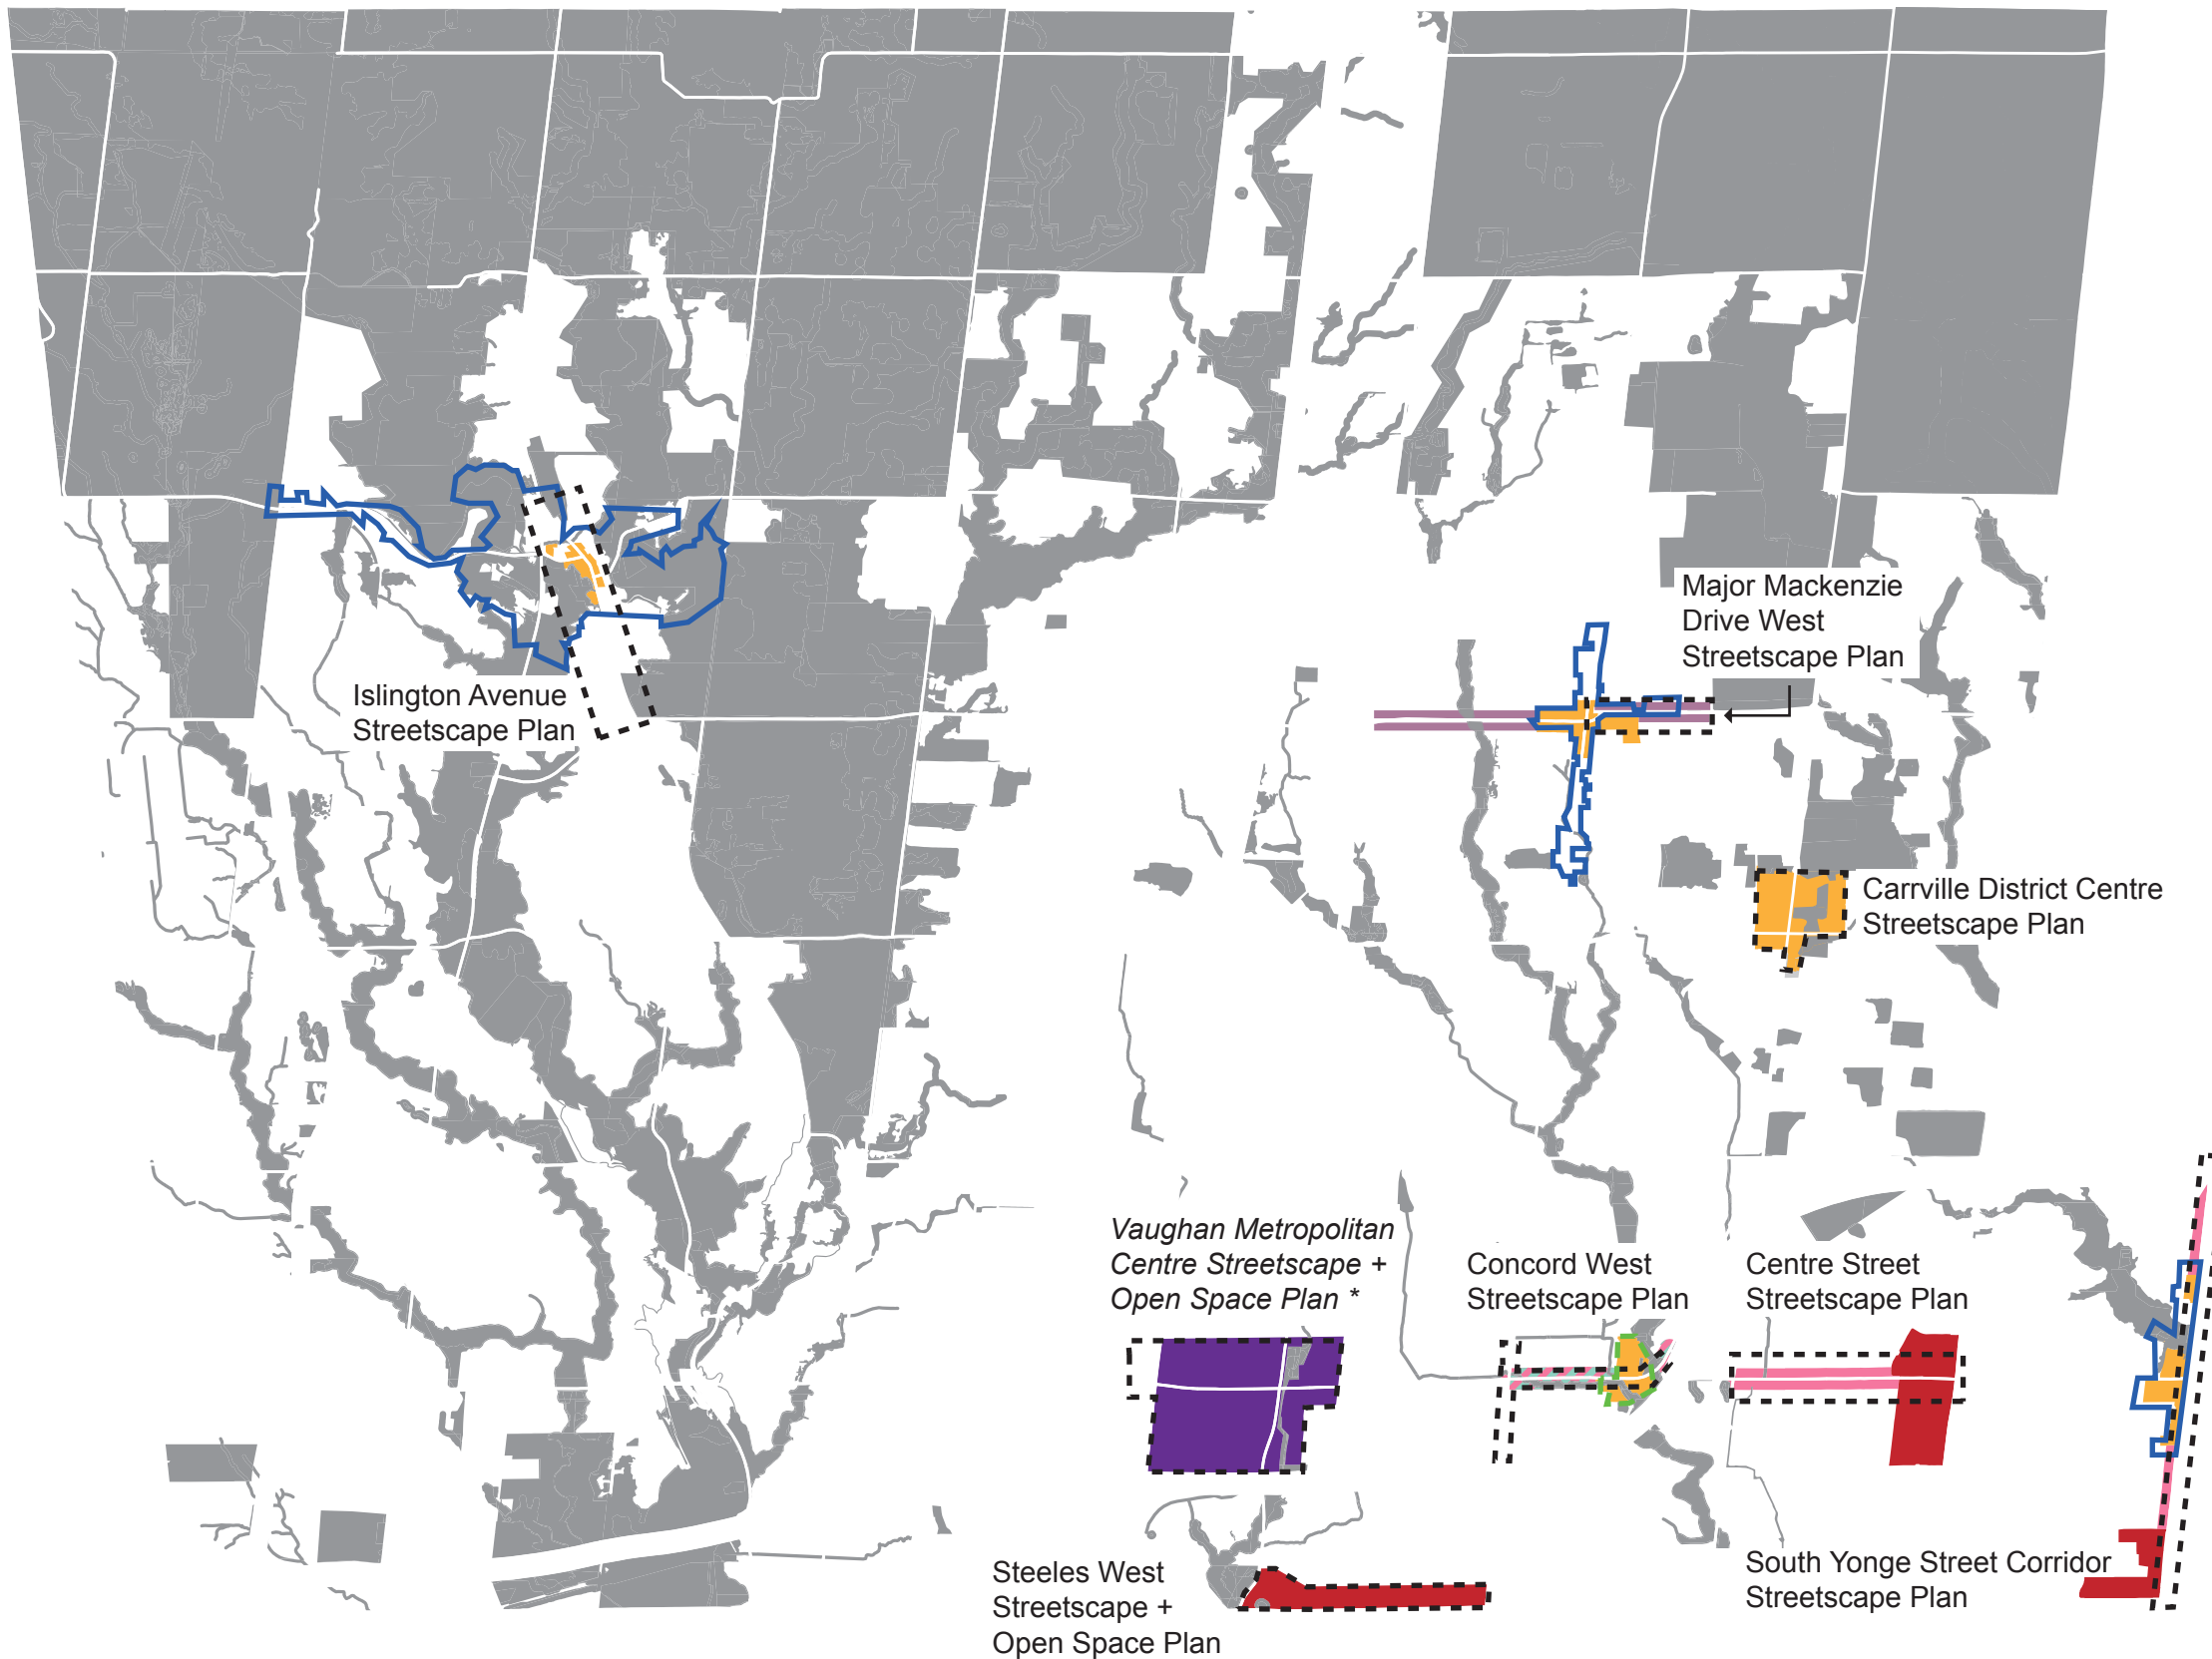 Major Mackenzie
Drive West
Streetscape Plan
Islington Avenue
Streetscape Plan
Carrville District Centre
Streetscape Plan
Vaughan Metropolitan
Centre Streetscape +
Open Space Plan *
Concord West
Streetscape Plan
Centre Street
Streetscape Plan
South Yonge Street Corridor
Streetscape Plan
Steeles West
Streetscape +
Open Space Plan